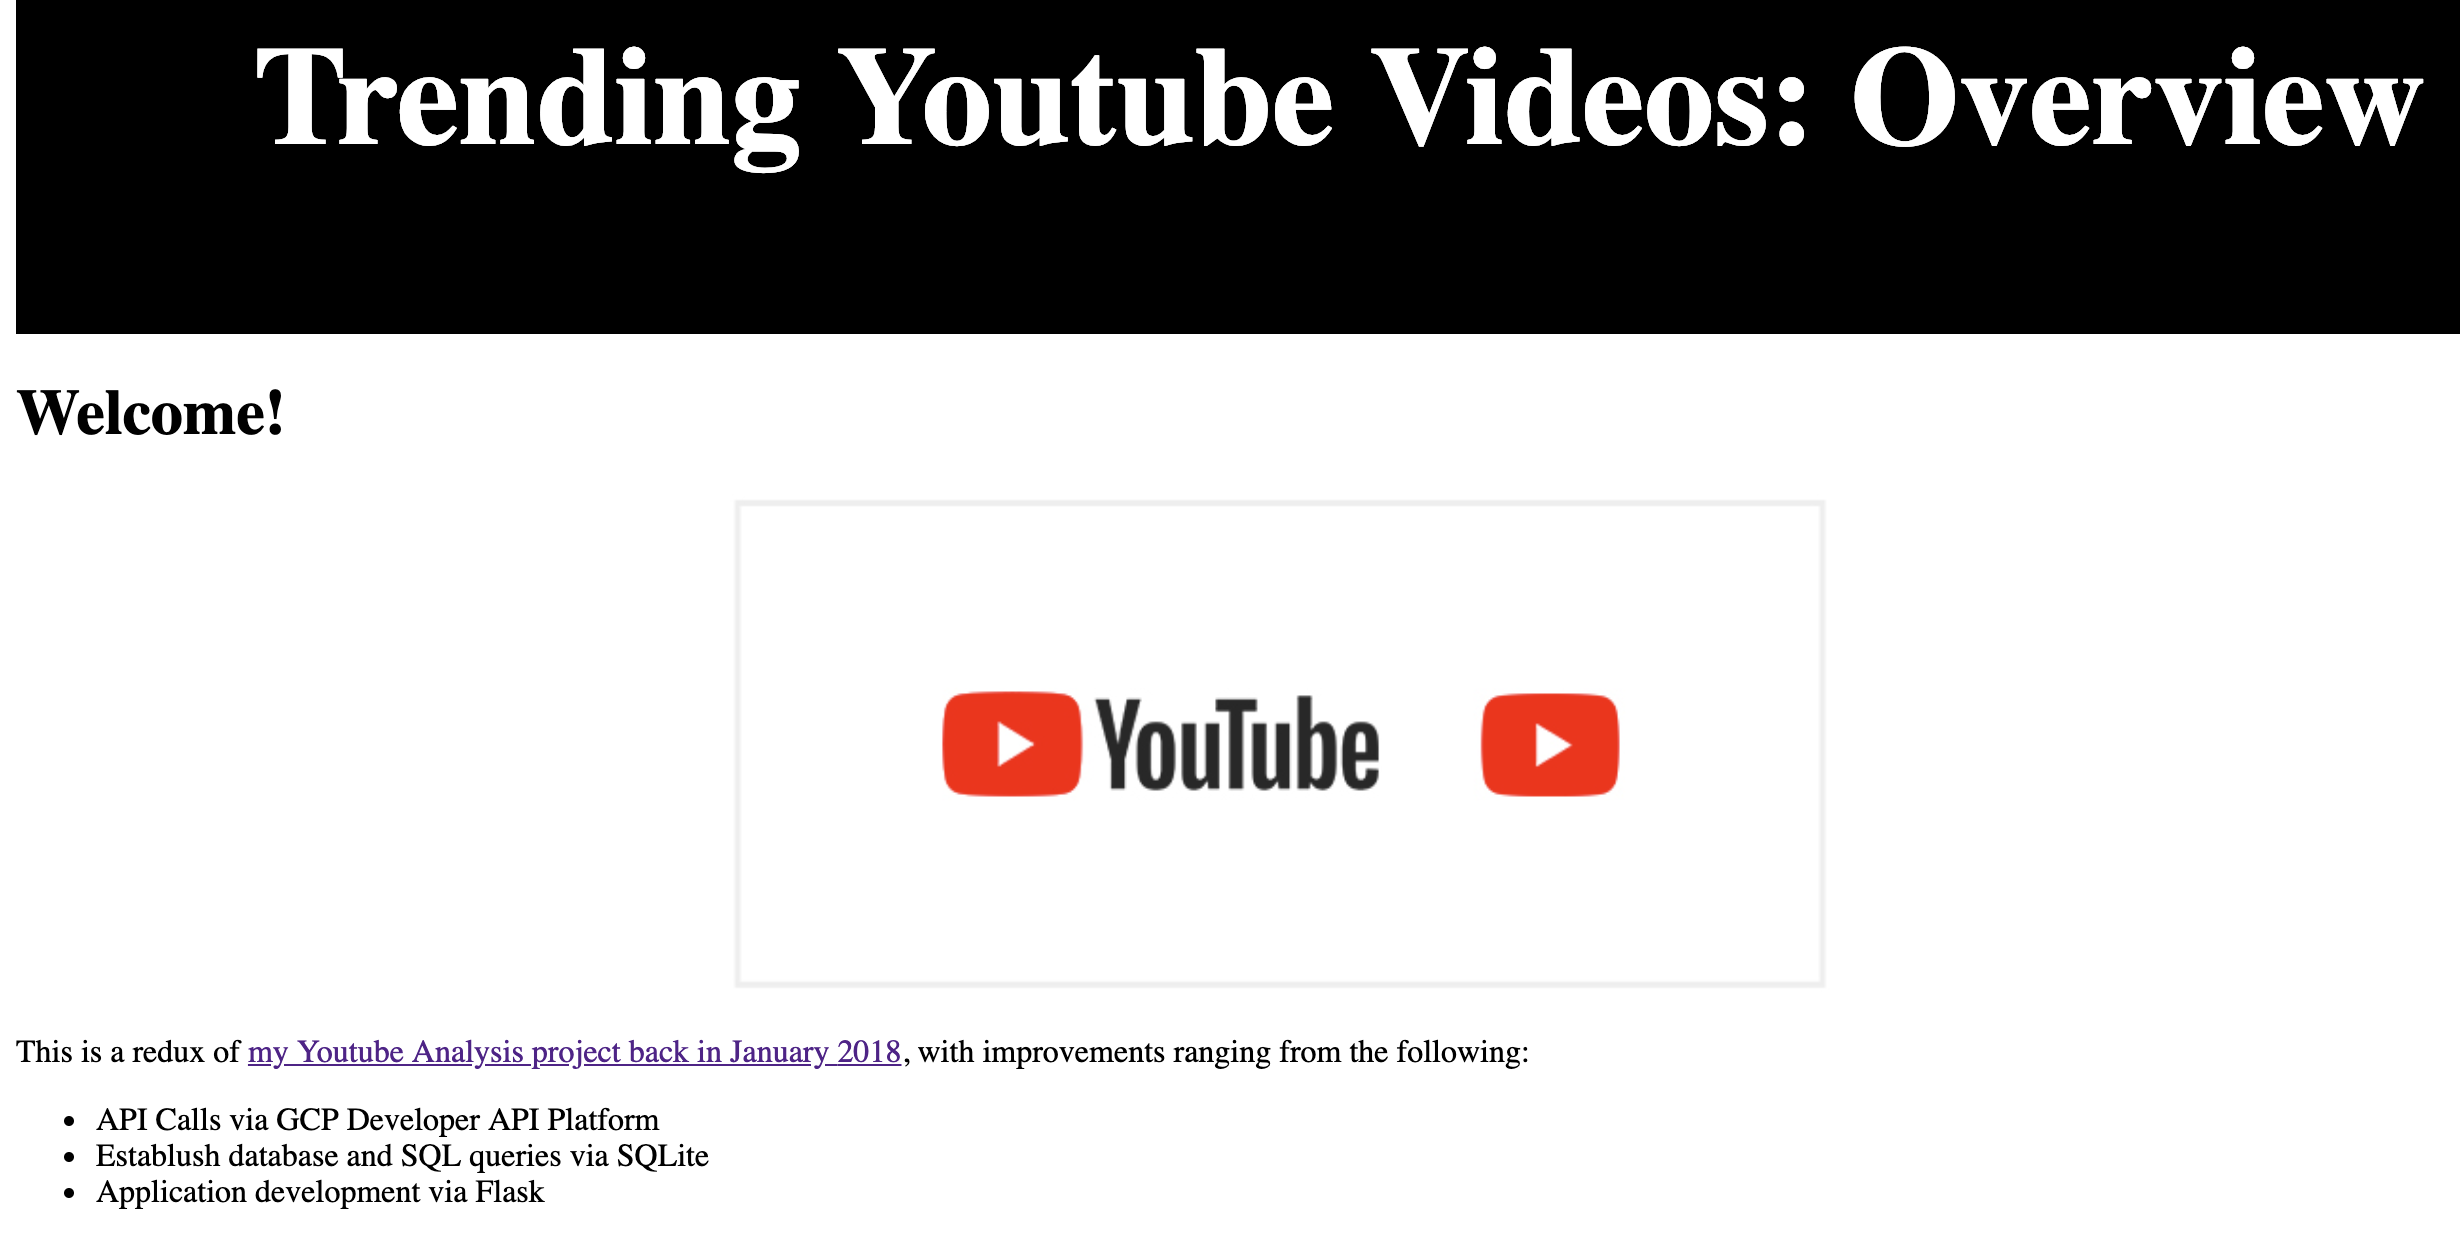 Trending Youtube Videos: Overview
Welcome!
YouTube
This is a redux of my Youtube Analysis project back in January 2018, with improvements ranging from the following:
• API Calls via GCP Developer API Platform
• Establush database and SQL queries via SQLite
• Application development via Flask